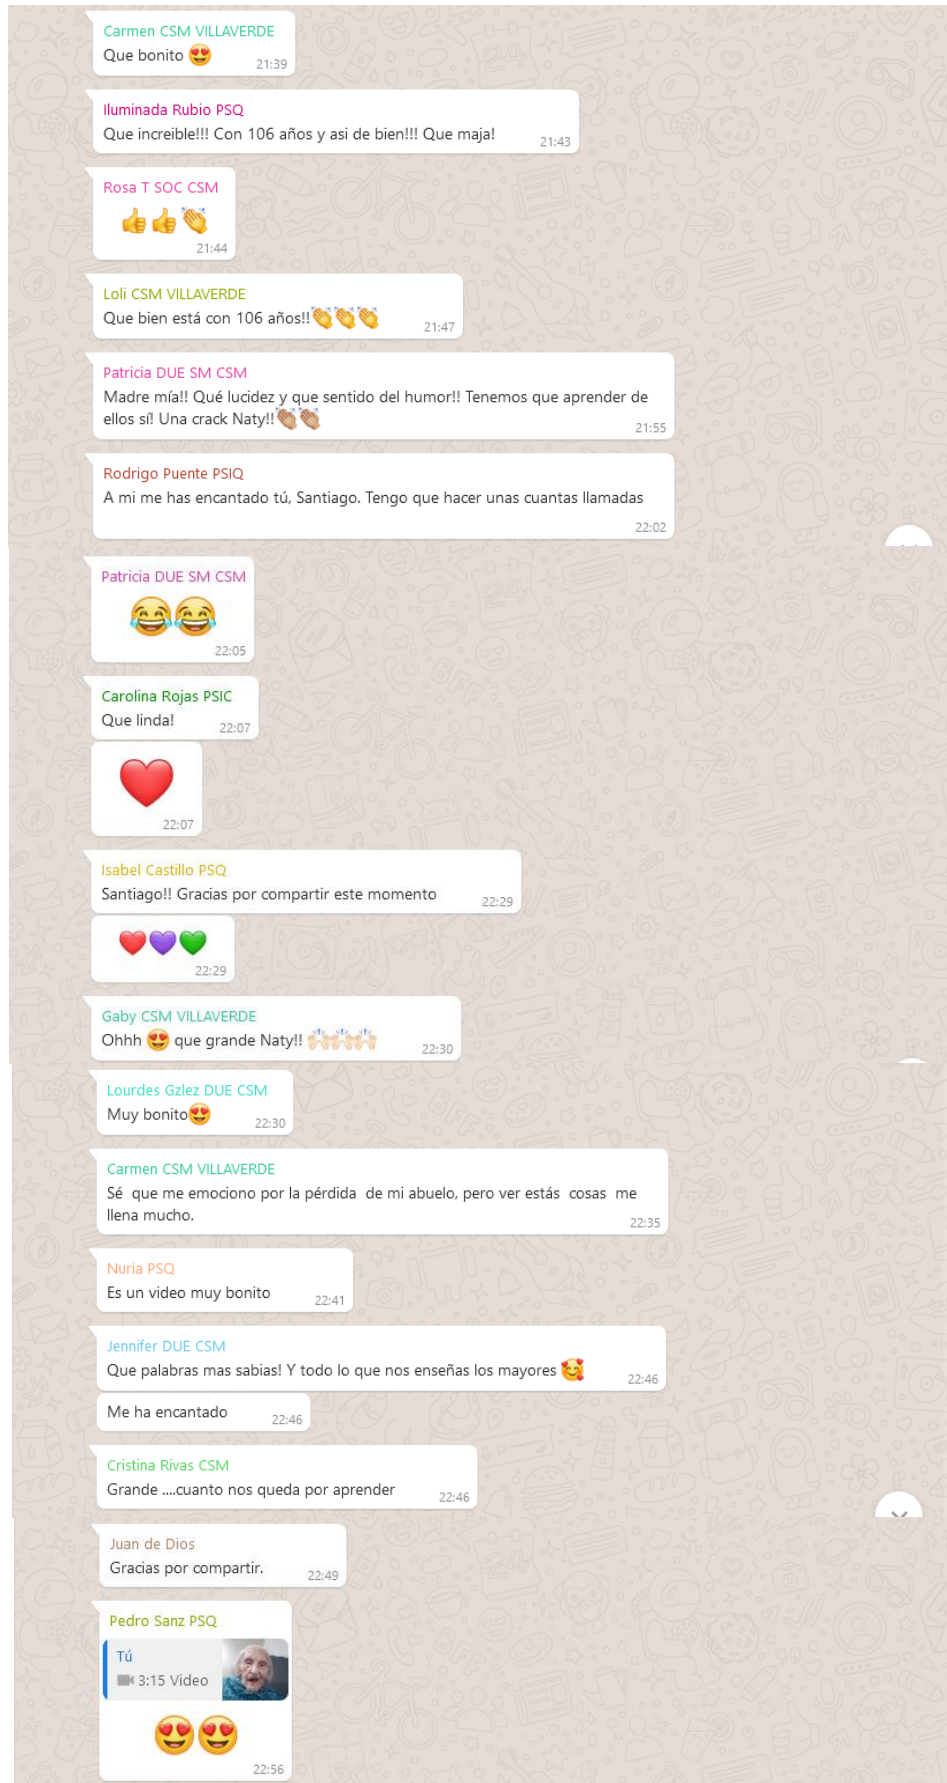 Carmen CSM VILLAVERDE
Que bonito 😍
21:39
Iluminada Rubio PSQ
Que increible!!! Con 106 años y asi de bien!!! Que maja!
21:43
Rosa T SOC CSM
👍👍👏
21:44
Loli CSM VILLAVERDE
Que bien está con 106 años!!👏👏👏
21:47
Patricia DUE SM CSM
Madre mía!! Qué lucidez y que sentido del humor!! Tenemos que aprender de
ellos sí! Una crack Naty!!👏🏽👏🏽
21:55
Rodrigo Puente PSIQ
A mi me has encantado tú, Santiago. Tengo que hacer unas cuantas llamadas
22:02
Patricia DUE SM CSM
😂😂
22:05
Carolina Rojas PSIC
Que linda!
22:07
❤️
22:07
Isabel Castillo PSQ
Santiago!! Gracias por compartir este momento
22:29
❤️💜💚
22:29
Gaby CSM VILLAVERDE
Ohhh 😍 que grande Naty!! 🙌🏻🙌🏻🙌🏻
22:30
Lourdes Gzlez DUE CSM
Muy bonito😍
22:30
Carmen CSM VILLAVERDE
Sé que me emociono por la pérdida de mi abuelo, pero ver estás cosas me
llena mucho.
22:35
Nuria PSQ
Es un video muy bonito
22:41
Jennifer DUE CSM
Que palabras mas sabias! Y todo lo que nos enseñas los mayores 🥰
22:46
Me ha encantado
22:46
Cristina Rivas CSM
Grande ....cuanto nos queda por aprender
22:46
Juan de Dios
Gracias por compartir.
22:49
Pedro Sanz PSQ
Tú
3:15 Video
😍😍
22:56